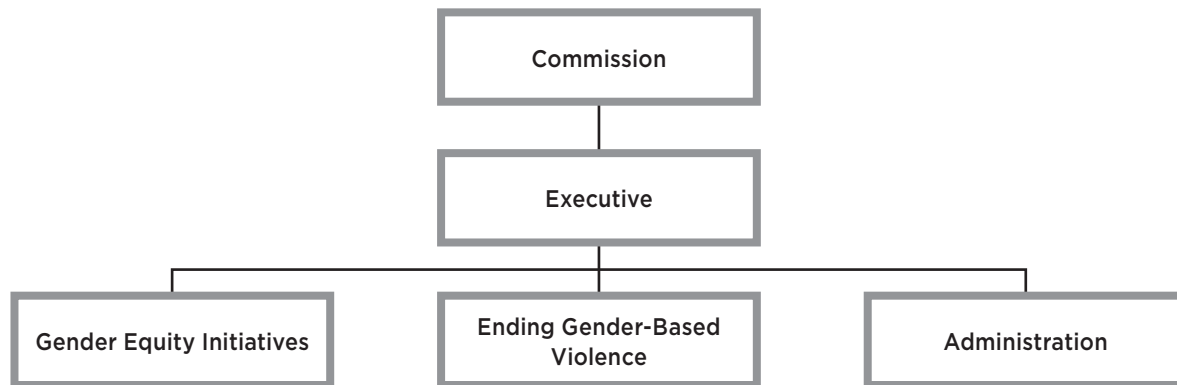 Commission
Executive
Gender Equity Initiatives
Ending Gender-Based
Violence
Administration